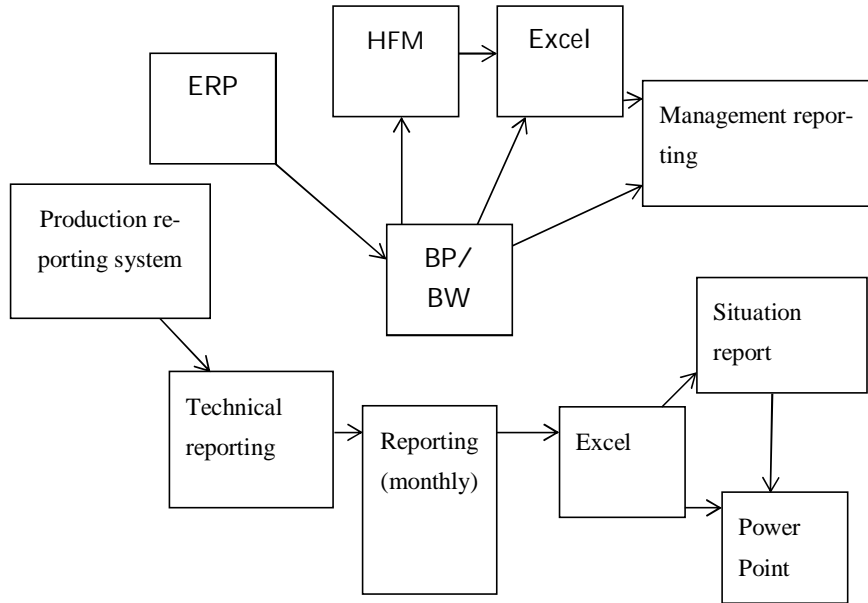 HFM
Excel
ERP
Management repor-
ting
Production re-
porting system
BP/
BW
Situation
report
Technical
reporting
Reporting
(monthly)
Excel
Power
Point